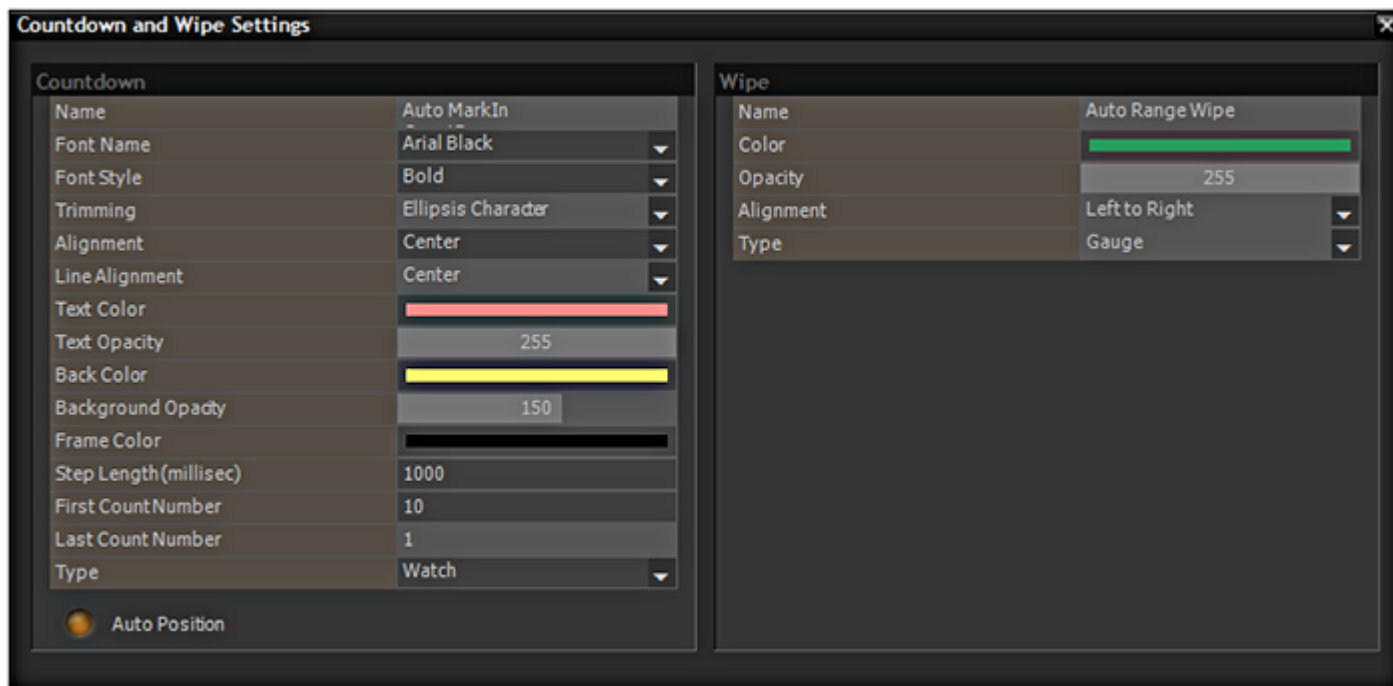 Countdown and Wipe Settings
Countdown
Name Auto MarkIn
Font Name Arial Black
Font Style Bold
Trimming Ellipsis Character
Alignment Center
Line Alignment Center
Text Color
Text Opacity 255
Back Color
Background Opacity 150
Frame Color
Step Length(millisec) 1000
First Count Number 10
Last Count Number 1
Type Watch
Auto Position
Wipe
Name Auto Range Wipe
Color
Opacity 255
Alignment Left to Right
Type Gauge